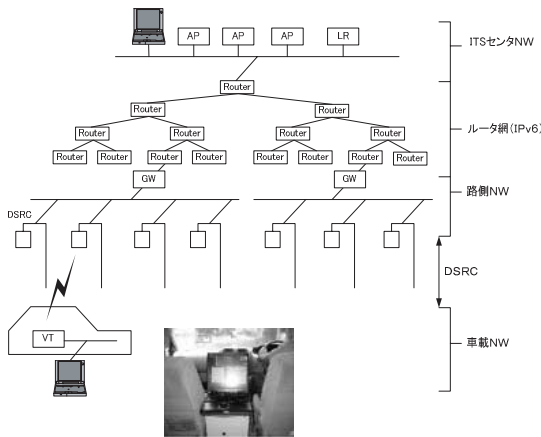 AP
AP
AP
LR
ITSセンタNW
Router
Router
Router
Router
Router
Router
Router
ルータ網(IPv6)
Router
Router
Router
Router
Router
Router
Router
Router
GW
GW
路側NW
DSRC
DSRC
VT
車載NW